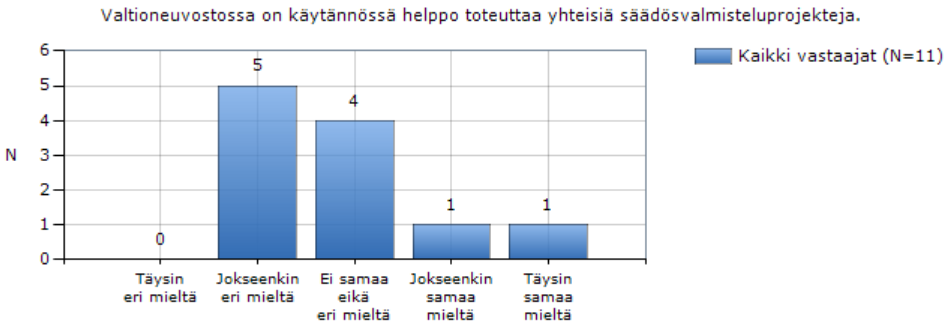 Valtioneuvostossa on käytännössä helppo toteuttaa yhteisiä säädösvalmisteluprojekteja.
Kaikki vastaajat (N=11)
N
6
5
4
3
2
1
0
0
5
4
1
1
Täysin
eri mieltä
Jokseenkin
eri mieltä
Ei samaa
eikä
eri mieltä
Jokseenkin
samaa
mieltä
Täysin
samaa
mieltä